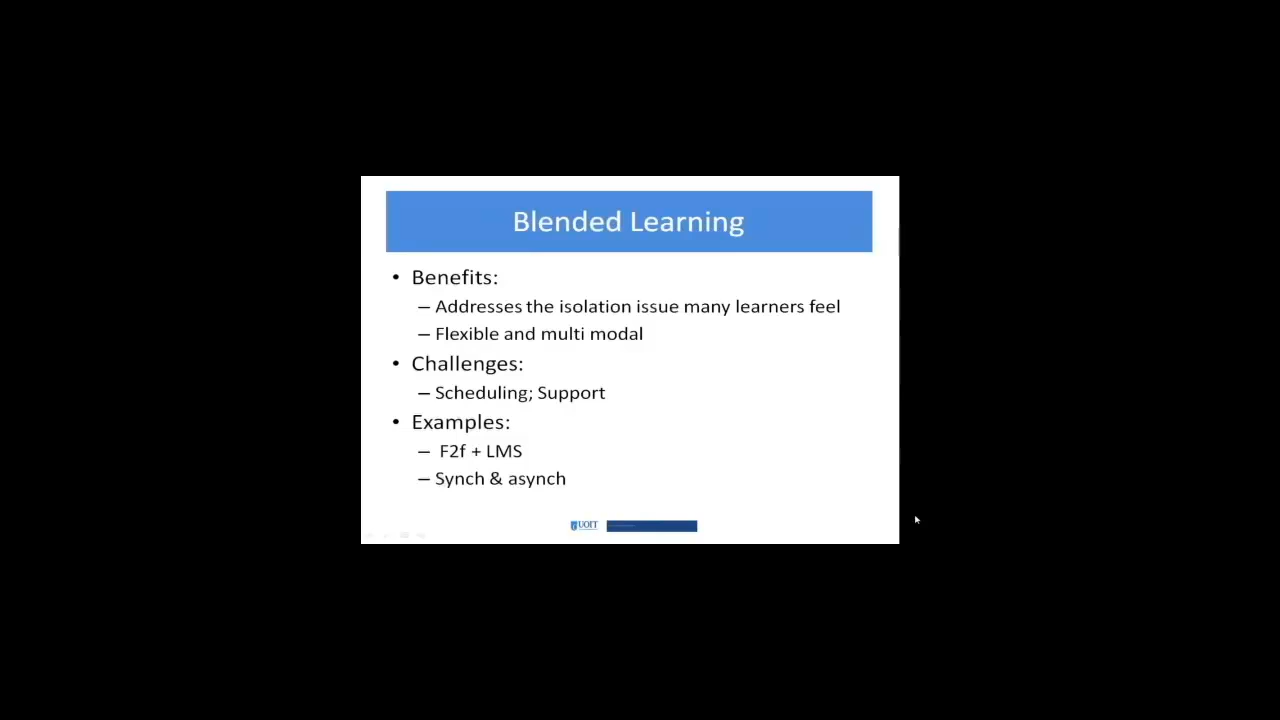 Blended Learning
• Benefits:
– Addresses the isolation issue many learners feel
– Flexible and multi modal
• Challenges:
– Scheduling; Support
• Examples:
– F2f + LMS
– Synch & asynch
UOIT